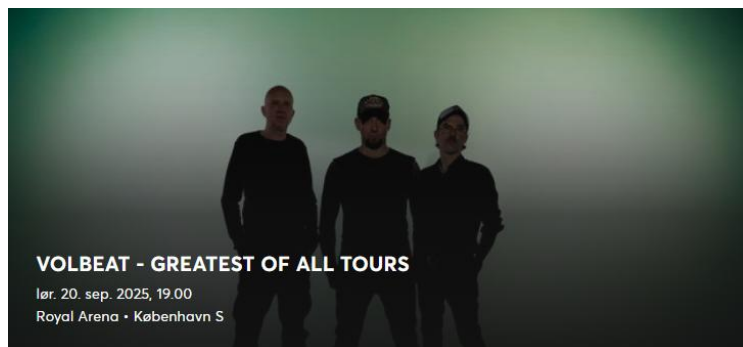 VOLBEAT - GREATEST OF ALL TOURS
lør. 20. sep. 2025, 19.00
Royal Arena • København S